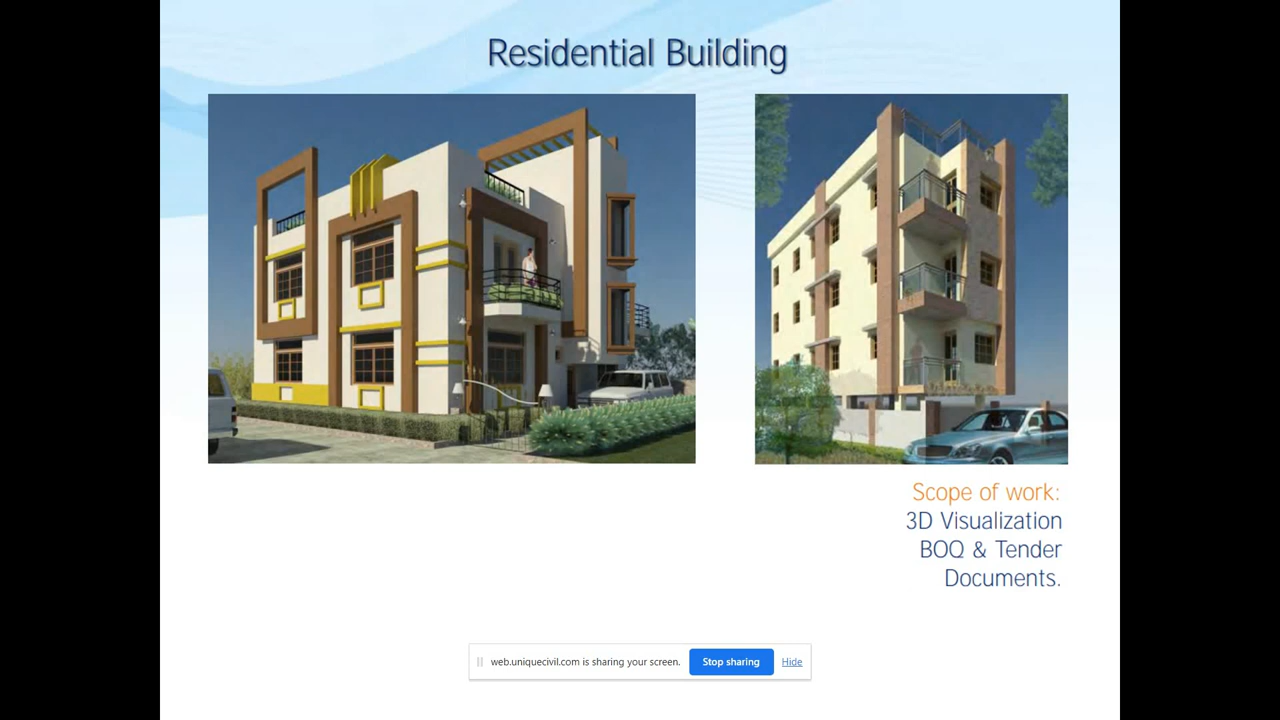 Residential Building
Scope of work:
3D Visualization
BOQ & Tender
Documents.
web.uniquecivil.com is sharing your screen.
Stop sharing
Hide